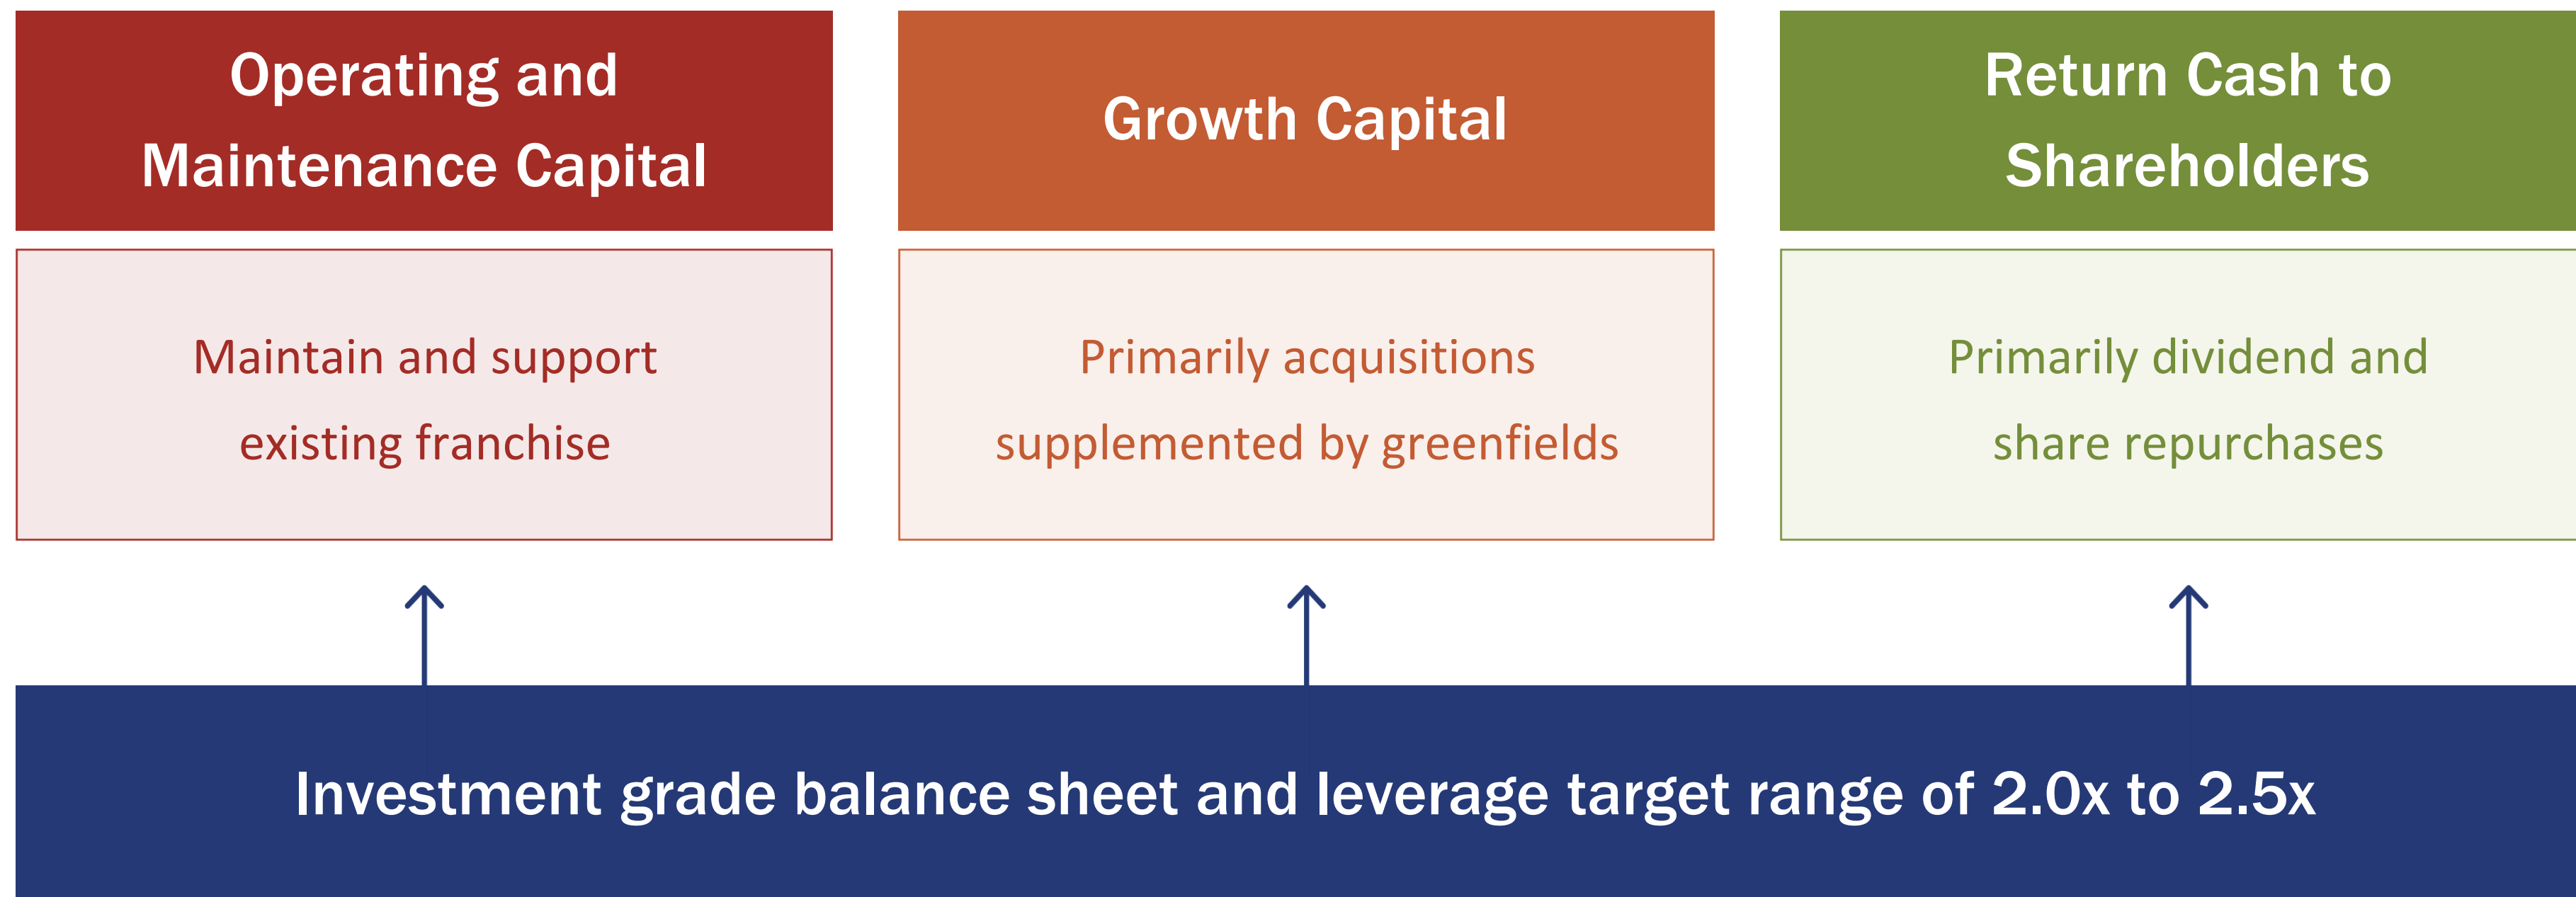 Operating and
Maintenance Capital
Maintain and support
existing franchise
Growth Capital
Primarily acquisitions
supplemented by greenfields
Return Cash to
Shareholders
Primarily dividend and
share repurchases
Investment grade balance sheet and leverage target range of 2.0x to 2.5x